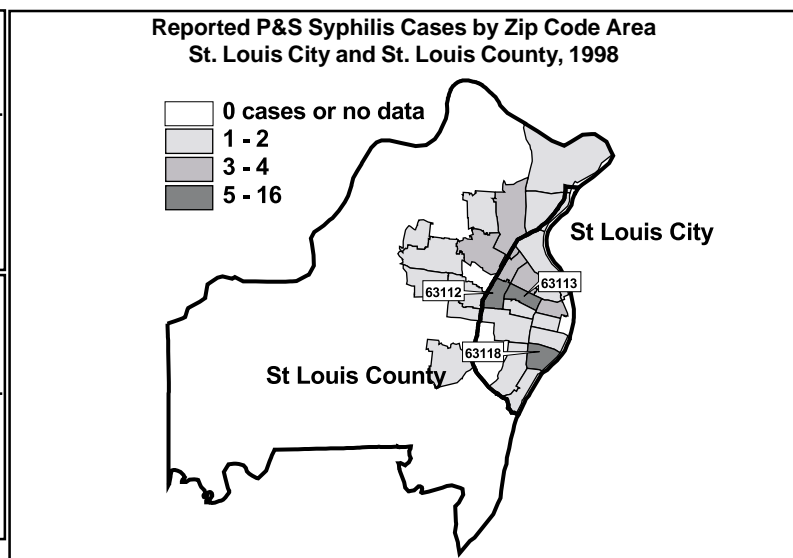 Reported P&S Syphilis Cases by Zip Code Area
St. Louis City and St. Louis County, 1998
0 cases or no data
1 - 2
3 - 4
5 - 16
St Louis City
63113
63112
63118
St Louis County